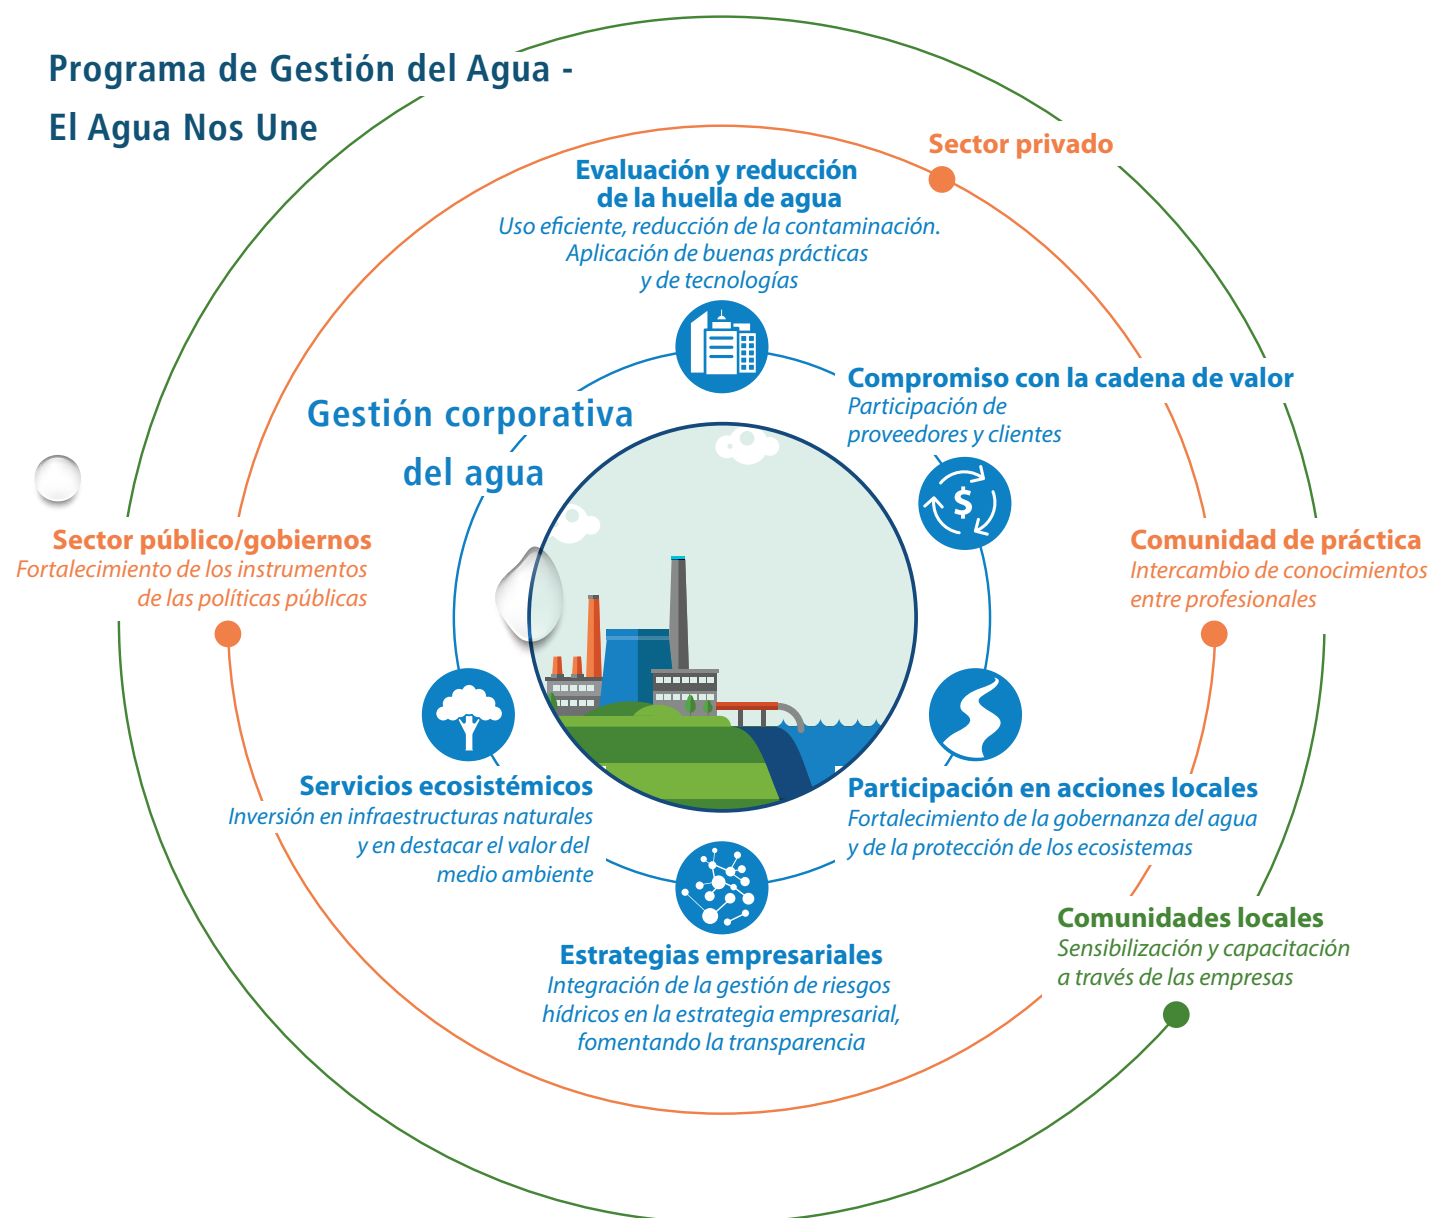 Programa de Gestión del Agua -
El Agua Nos Une
Sector privado
Evaluación y reducción
de la huella de agua
Uso eficiente, reducción de la contaminación.
Aplicación de buenas prácticas
y de tecnologías
Compromiso con la cadena de valor
Participación de
proveedores y clientes
Gestión corporativa
del agua
$
Sector público/gobiernos
Fortalecimiento de los instrumentos
de las políticas públicas
Comunidad de práctica
Intercambio de conocimientos
entre profesionales
Servicios ecosistémicos
Inversión en infraestructuras naturales
y en destacar el valor del
medio ambiente
Participación en acciones locales
Fortalecimiento de la gobernanza del agua
y de la protección de los ecosistemas
Comunidades locales
Sensibilización y capacitación
a través de las empresas
Estrategias empresariales
Integración de la gestión de riesgos
hídricos en la estrategia empresarial,
fomentando la transparencia